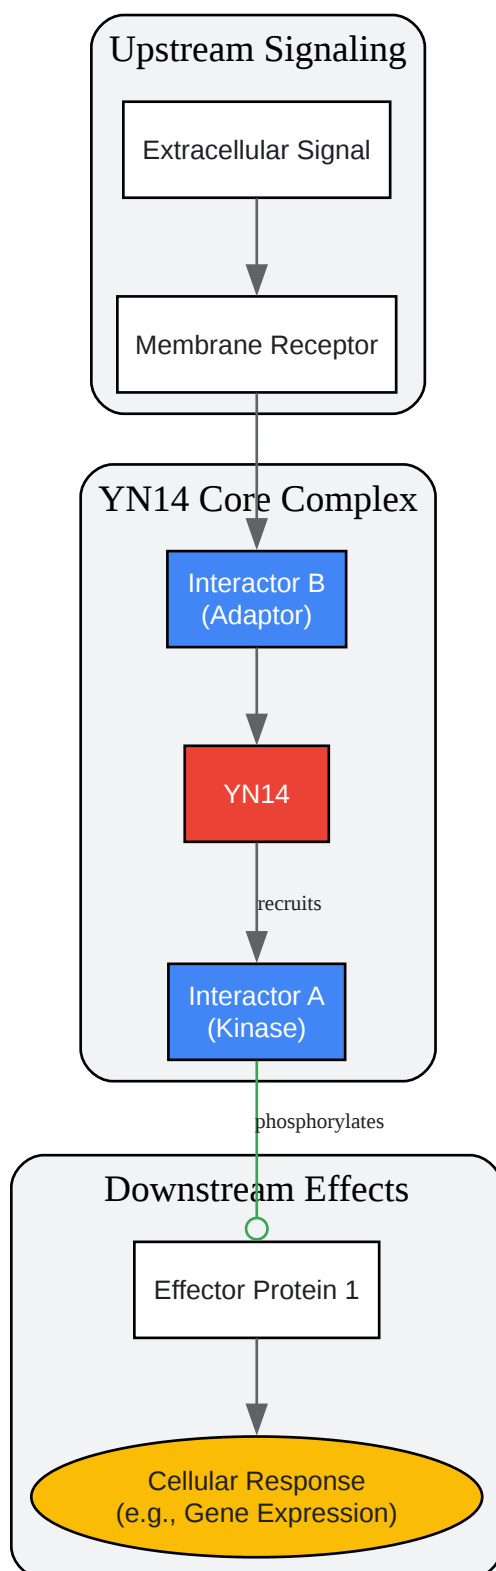 Upstream Signaling
Extracellular Signal
Membrane Receptor
YN14 Core Complex
Interactor B
(Adaptor)
YN14
recruits
Interactor A
(Kinase)
phosphorylates
Downstream Effects
Effector Protein 1
Cellular Response
(e.g., Gene Expression)